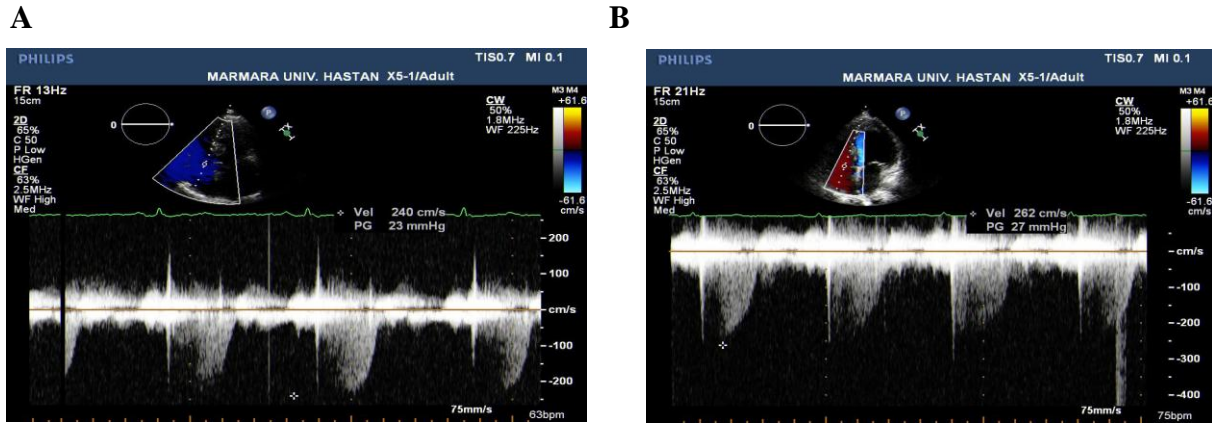 A
PHILIPS
TIS0.7 MI 0.1
MARMARA UNIV. HASTAN X5-1/Adult
FR 13Hz
15cm
2D
65%
C 50
P Low
HGen
CF
63%
2.5MHz
WF High
Med
0
P
CW
50%
1.8MHz
WF 225Hz
M3 M4
+61.6
-61.6
cm/s
Vel 240 cm/s
PG 23 mmHg
200
100
cm/s
-100
-200
75mm/s
63bpm
B
PHILIPS
TIS0.7 MI 0.1
MARMARA UNIV. HASTAN X5-1/Adult
FR 21Hz
15cm
2D
65%
C 50
P Low
HGen
CF
63%
2.5MHz
WF High
Med
0
P
CW
50%
1.8MHz
WF 225Hz
M3 M4
+61.6
-61.6
cm/s
Vel 262 cm/s
PG 27 mmHg
cm/s
-100
-200
-300
-400
75mm/s
75bpm